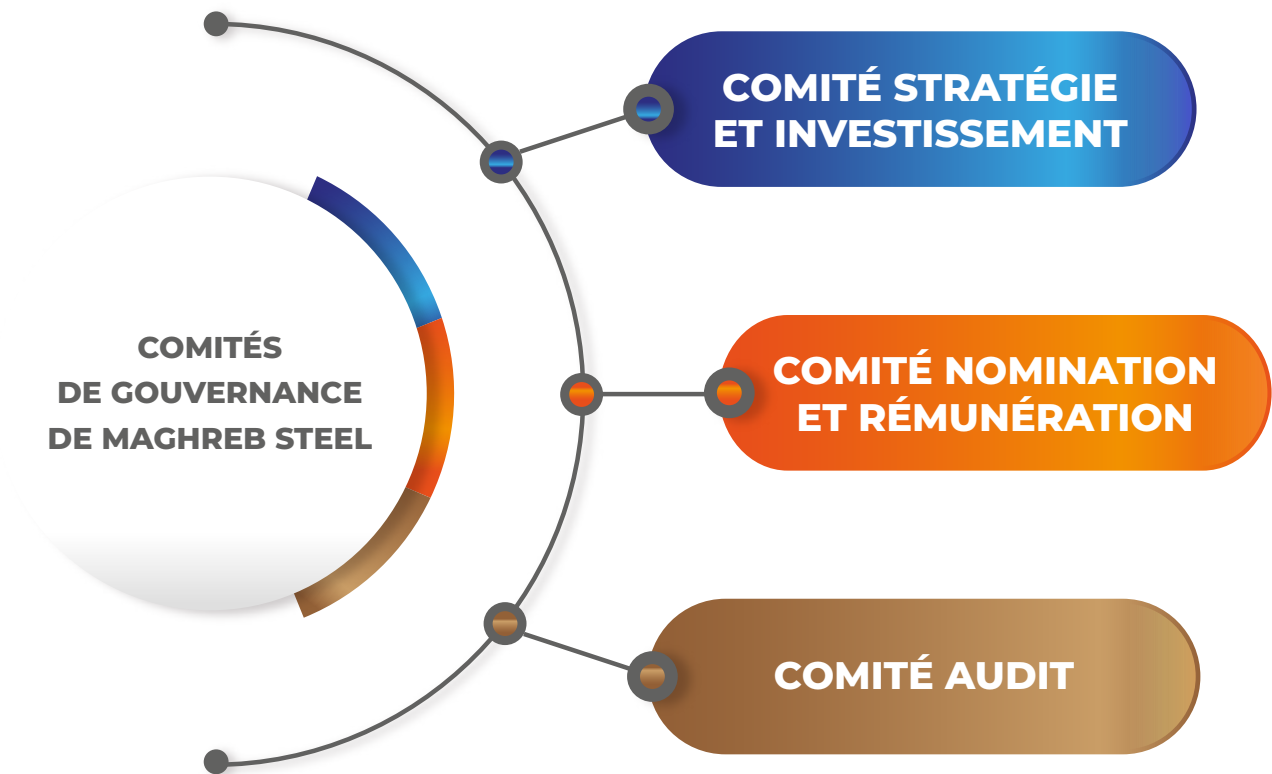 COMITÉS
DE GOUVERNANCE
DE MAGHREB STEEL
COMITÉ STRATÉGIE
ET INVESTISSEMENT
COMITÉ NOMINATION
ET RÉMUNÉRATION
COMITÉ AUDIT